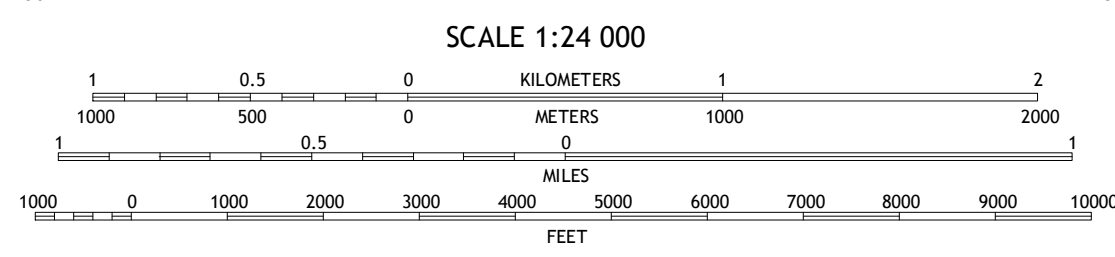 SCALE 1:24 000
1 0.5 0 KILOMETERS 1 2
1000 500 0 METERS 1000 2000
1 0.5 0 1
MILES
1000 0 1000 2000 3000 4000 5000 6000 7000 8000 9000 10000
FEET